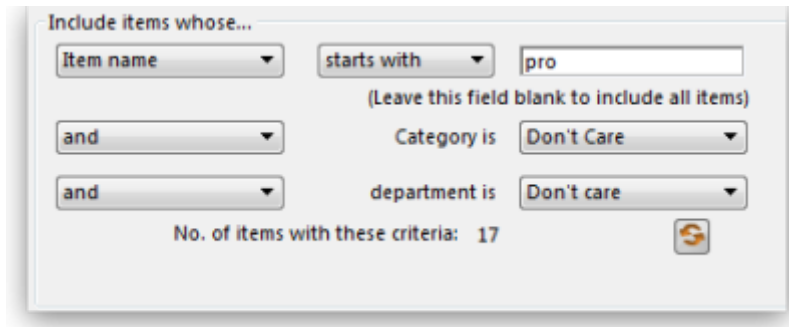 Include items whose...
Item name starts with pro
(Leave this field blank to include all items)
and Category is Don't Care
and department is Don't care
No. of items with these criteria: 17